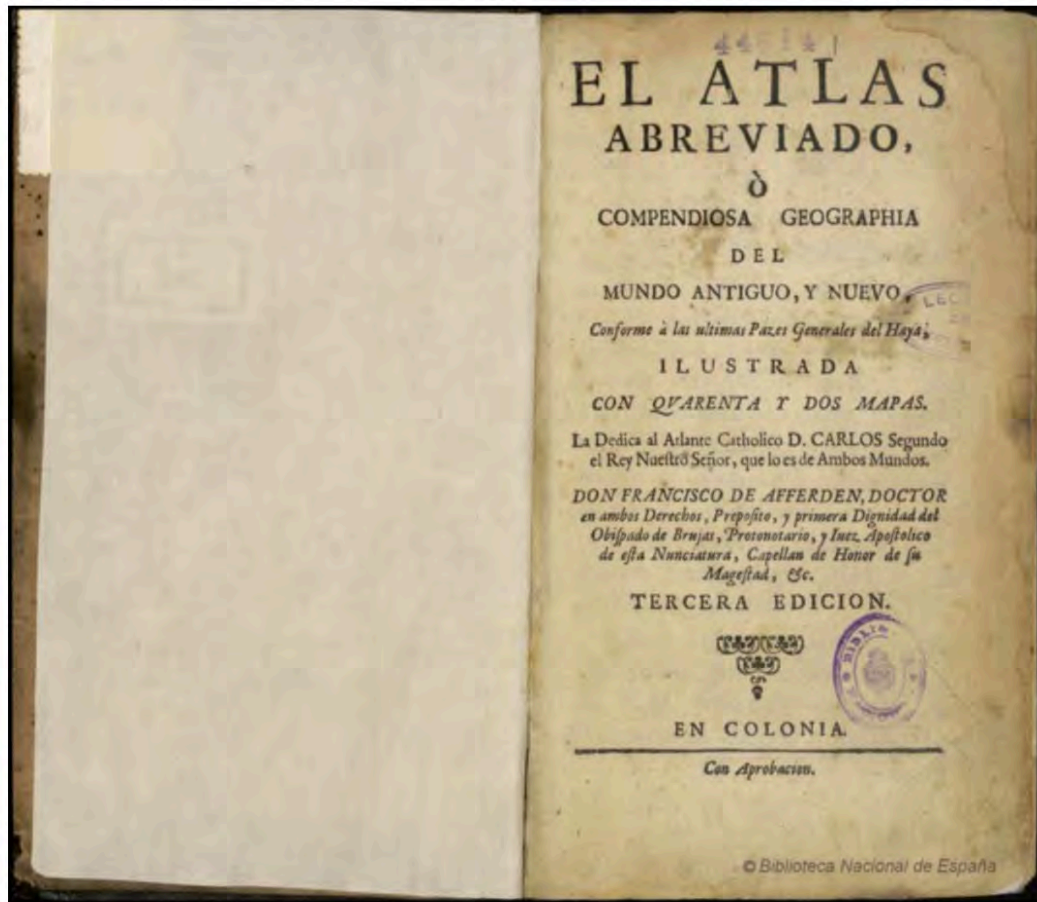 EL ATLAS
ABREVIADO,
ò
COMPENDIOSA GEOGRAPHIA
DEL
MUNDO ANTIGUO, Y NUEVO,
Conforme à las ultimas Pazes Generales del Haya,
ILUSTRADA
CON QVARENTA Y DOS MAPAS.
La Dedica al Atlante Catholico D. CARLOS Segundo
el Rey Nueſtro Señor, que lo es de Ambos Mundos.
DON FRANCISCO DE AFFERDEN, DOCTOR
en ambos Derechos, Prepoſito, y primera Dignidad del
Obiſpado de Brujas, Protonotario, y Iuez Apoſtolico
de eſta Nunciatura, Capellan de Honor de ſu
Mageſtad, &c.
TERCERA EDICION.
EN COLONIA.
Con Aprobacion.
© Biblioteca Nacional de España